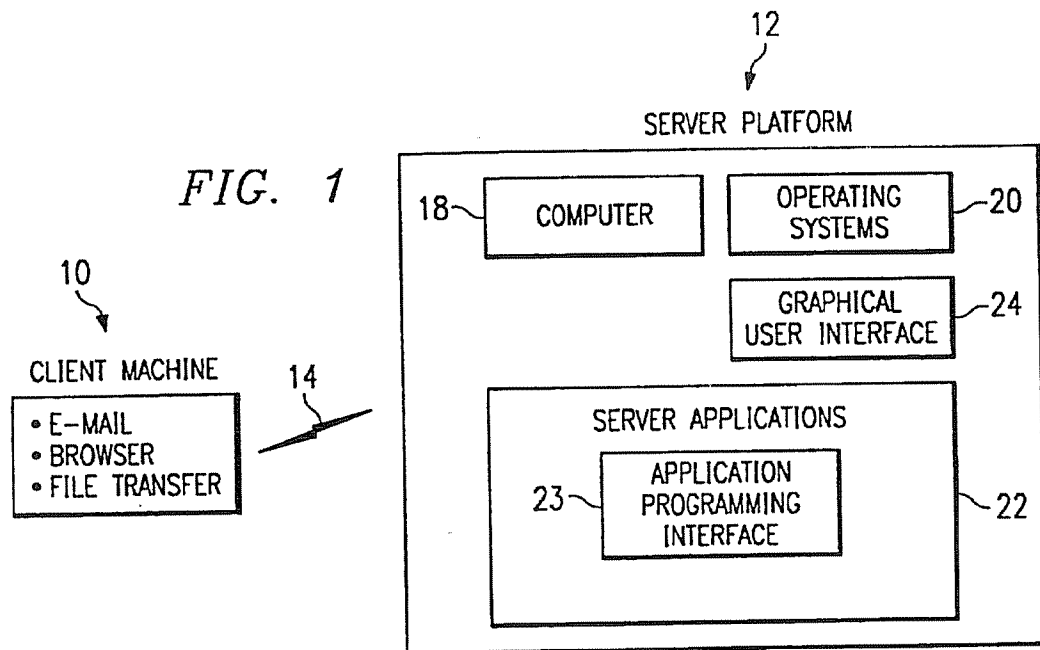 12
SERVER PLATFORM
FIG. 1
18
COMPUTER
OPERATING
SYSTEMS
20
10
GRAPHICAL
USER INTERFACE
24
CLIENT MACHINE
• E-MAIL
• BROWSER
• FILE TRANSFER
14
SERVER APPLICATIONS
23
APPLICATION
PROGRAMMING
INTERFACE
22